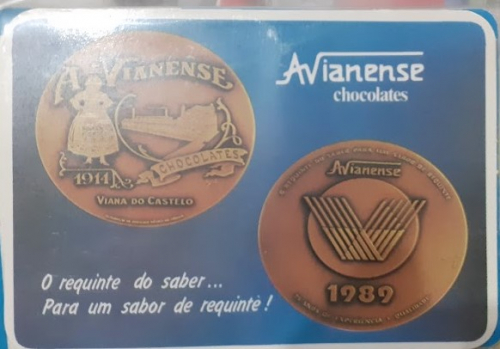 A VIANENSE
CHOCOLATES
1914
VIANA DO CASTELO
AVianense
chocolates
AVianense
1989
O requinte do saber...
Para um sabor de requinte!